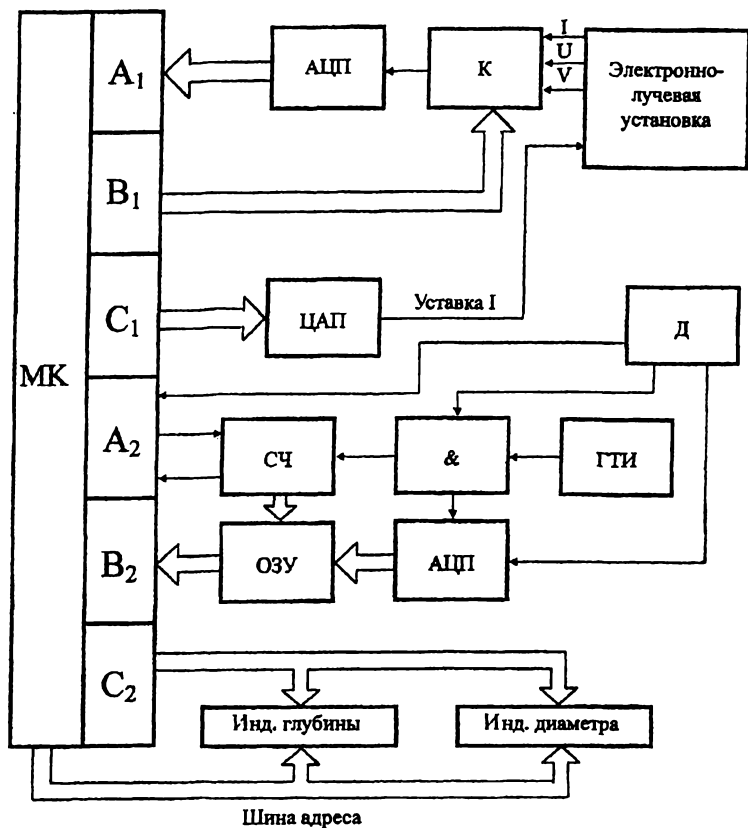 МК
A1
B1
C1
A2
B2
C2
АЦП
К
I
U
V
Электронно-
лучевая
установка
ЦАП
Уставка I
Д
СЧ
&
ГТИ
ОЗУ
АЦП
Инд. глубины
Инд. диаметра
Шина адреса